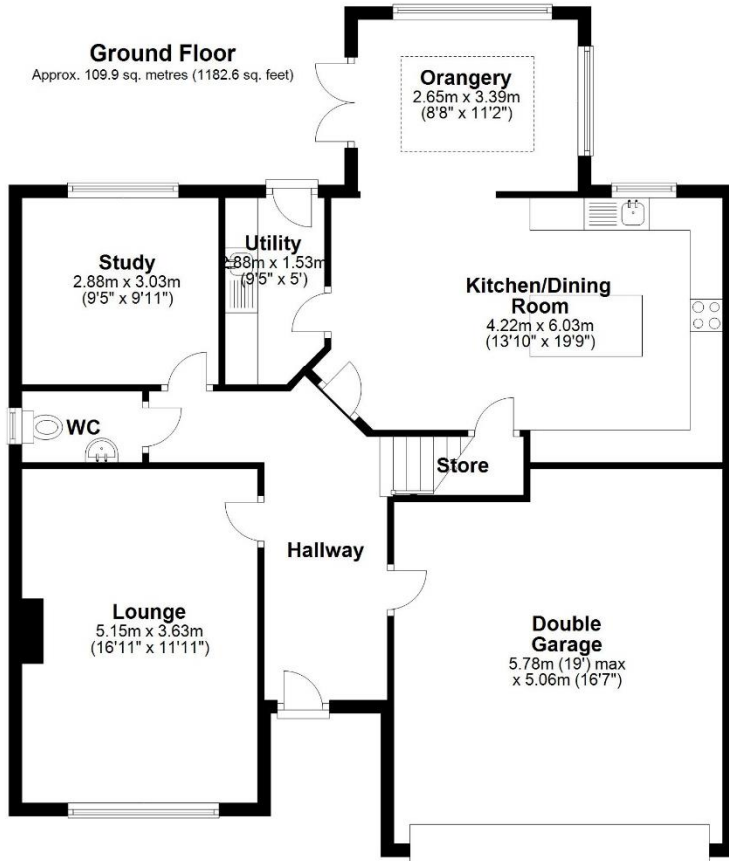 Ground Floor
Approx. 109.9 sq. metres (1182.6 sq. feet)
Orangery
2.65m x 3.39m
(8'8" x 11'2")
Study
2.88m x 3.03m
(9'5" x 9'11")
Utility
2.88m x 1.53m
(9'5" x 5')
Kitchen/Dining
Room
4.22m x 6.03m
(13'10" x 19'9")
WC
Store
Hallway
Lounge
5.15m x 3.63m
(16'11" x 11'11")
Double
Garage
5.78m (19') max
x 5.06m (16'7")